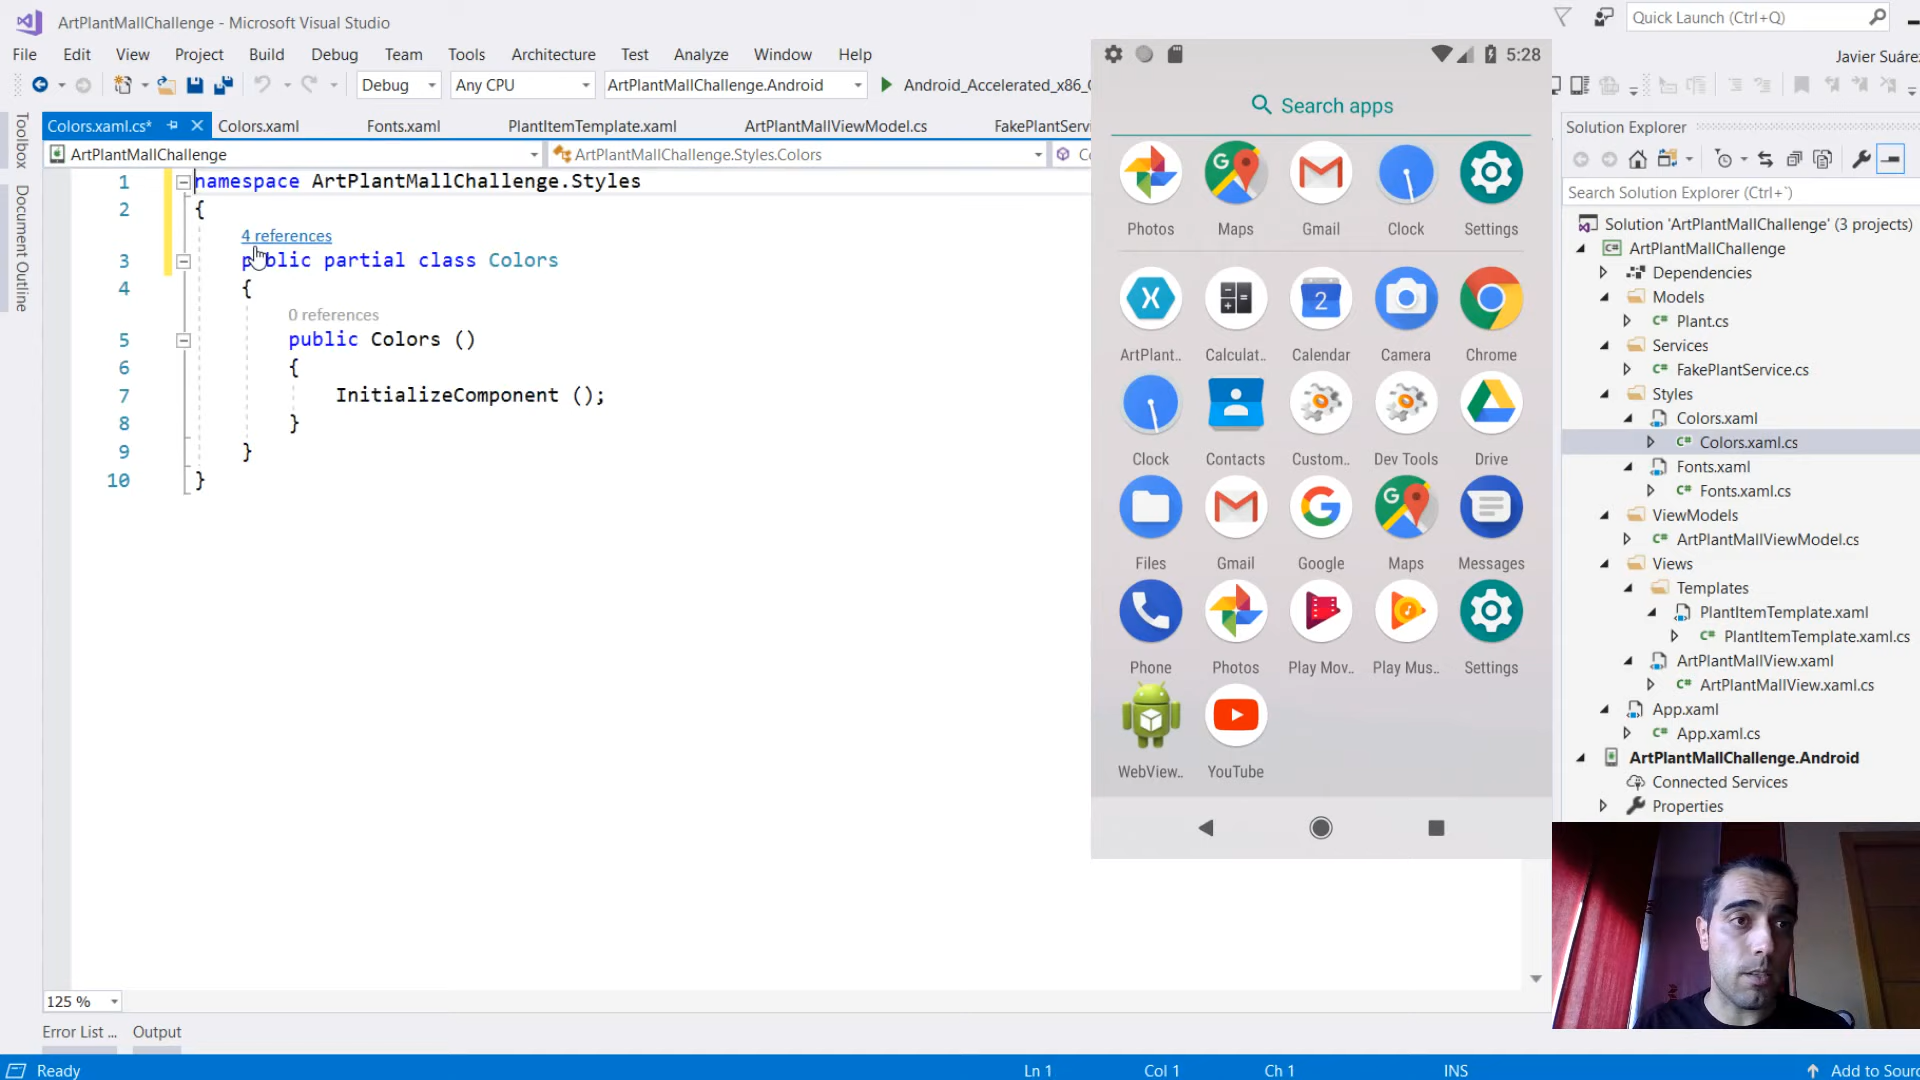 ArtPlantMallChallenge - Microsoft Visual Studio
Quick Launch (Ctrl+Q)
File Edit View Project Build Debug Team Tools Architecture Test Analyze Window Help
Javier Suáre
Debug Any CPU ArtPlantMallChallenge.Android Android_Accelerated_x86_
Toolbox
Document Outline
Colors.xaml.cs* Colors.xaml Fonts.xaml PlantItemTemplate.xaml ArtPlantMallViewModel.cs FakePlantServi
ArtPlantMallChallenge ArtPlantMallChallenge.Styles.Colors
1 namespace ArtPlantMallChallenge.Styles
2 {
4 references
3 public partial class Colors
4 {
0 references
5 public Colors ()
6 {
7 InitializeComponent ();
8 }
9 }
10 }
125 %
Error List ... Output
Ready Ln 1 Col 1 Ch 1 INS Add to Sourc
5:28
Search apps
Photos Maps Gmail Clock Settings
2
ArtPlant.. Calculat.. Calendar Camera Chrome
Clock Contacts Custom.. Dev Tools Drive
Files Gmail Google Maps Messages
Phone Photos Play Mov.. Play Mus.. Settings
WebView.. YouTube
Solution Explorer
Search Solution Explorer (Ctrl+`)
Solution 'ArtPlantMallChallenge' (3 projects)
ArtPlantMallChallenge
Dependencies
Models
C# Plant.cs
Services
C# FakePlantService.cs
Styles
Colors.xaml
C# Colors.xaml.cs
Fonts.xaml
C# Fonts.xaml.cs
ViewModels
C# ArtPlantMallViewModel.cs
Views
Templates
PlantItemTemplate.xaml
C# PlantItemTemplate.xaml.cs
ArtPlantMallView.xaml
C# ArtPlantMallView.xaml.cs
App.xaml
C# App.xaml.cs
ArtPlantMallChallenge.Android
Connected Services
Properties